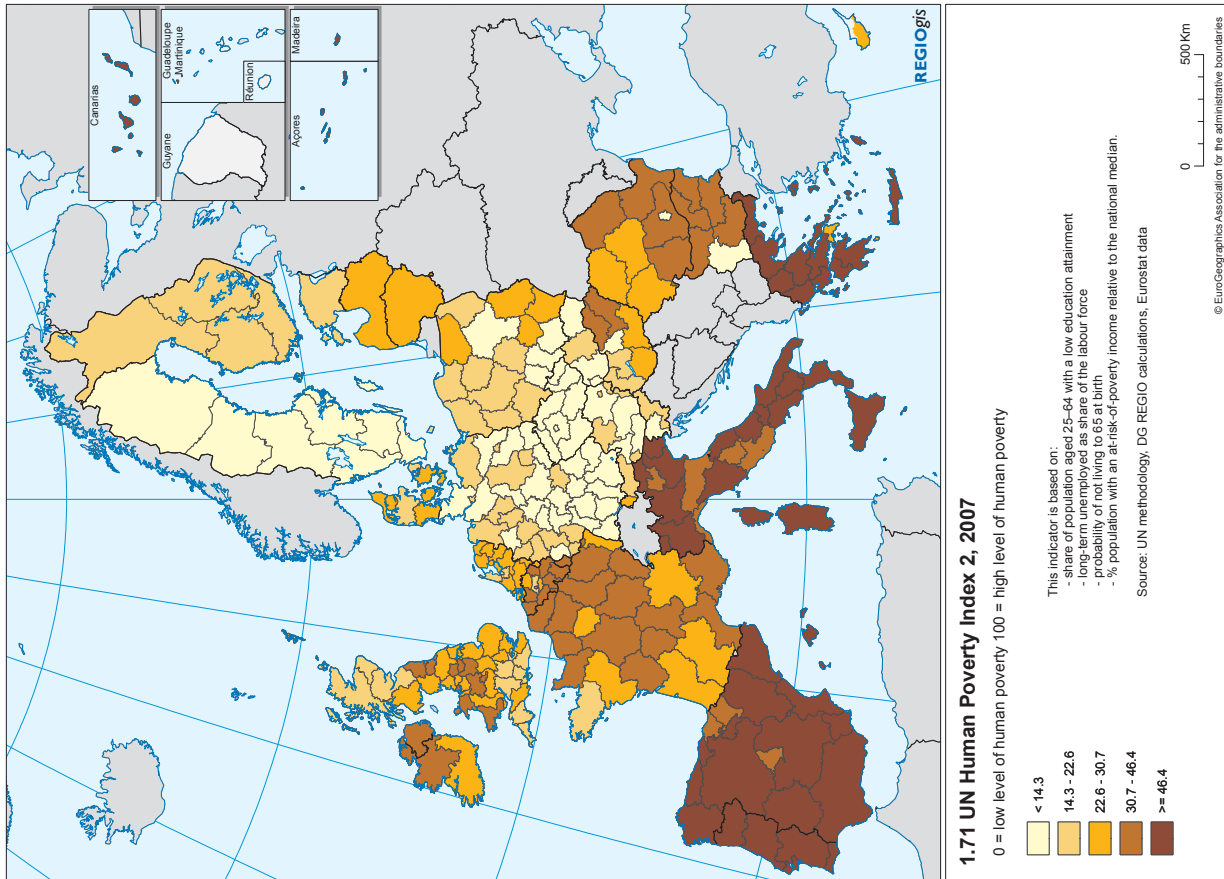 Canarias
Guyane
Guadeloupe
Martinique
Réunion
Açores
Madeira
REGIOgis
1.71 UN Human Poverty Index 2, 2007
0 = low level of human poverty 100 = high level of human poverty
< 14.3
14.3 - 22.6
22.6 - 30.7
30.7 - 46.4
>= 46.4
This indicator is based on:
- share of population aged 25–64 with a low education attainment
- long-term unemployed as share of the labour force
- probability of not living to 65 at birth
- % population with an at-risk-of-poverty income relative to the national median.
Source: UN methodology, DG REGIO calculations, Eurostat data
0 500 Km
© EuroGeographics Association for the administrative boundaries